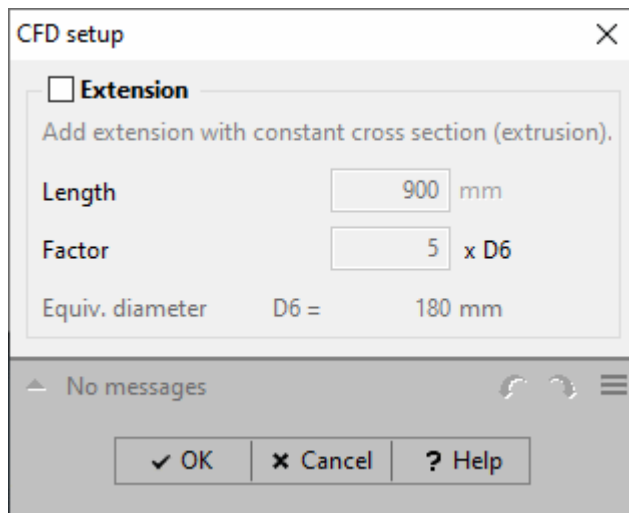 CFD setup
Extension
Add extension with constant cross section (extrusion).
Length 900 mm
Factor 5 x D6
Equiv. diameter D6 = 180 mm
No messages
OK Cancel ? Help